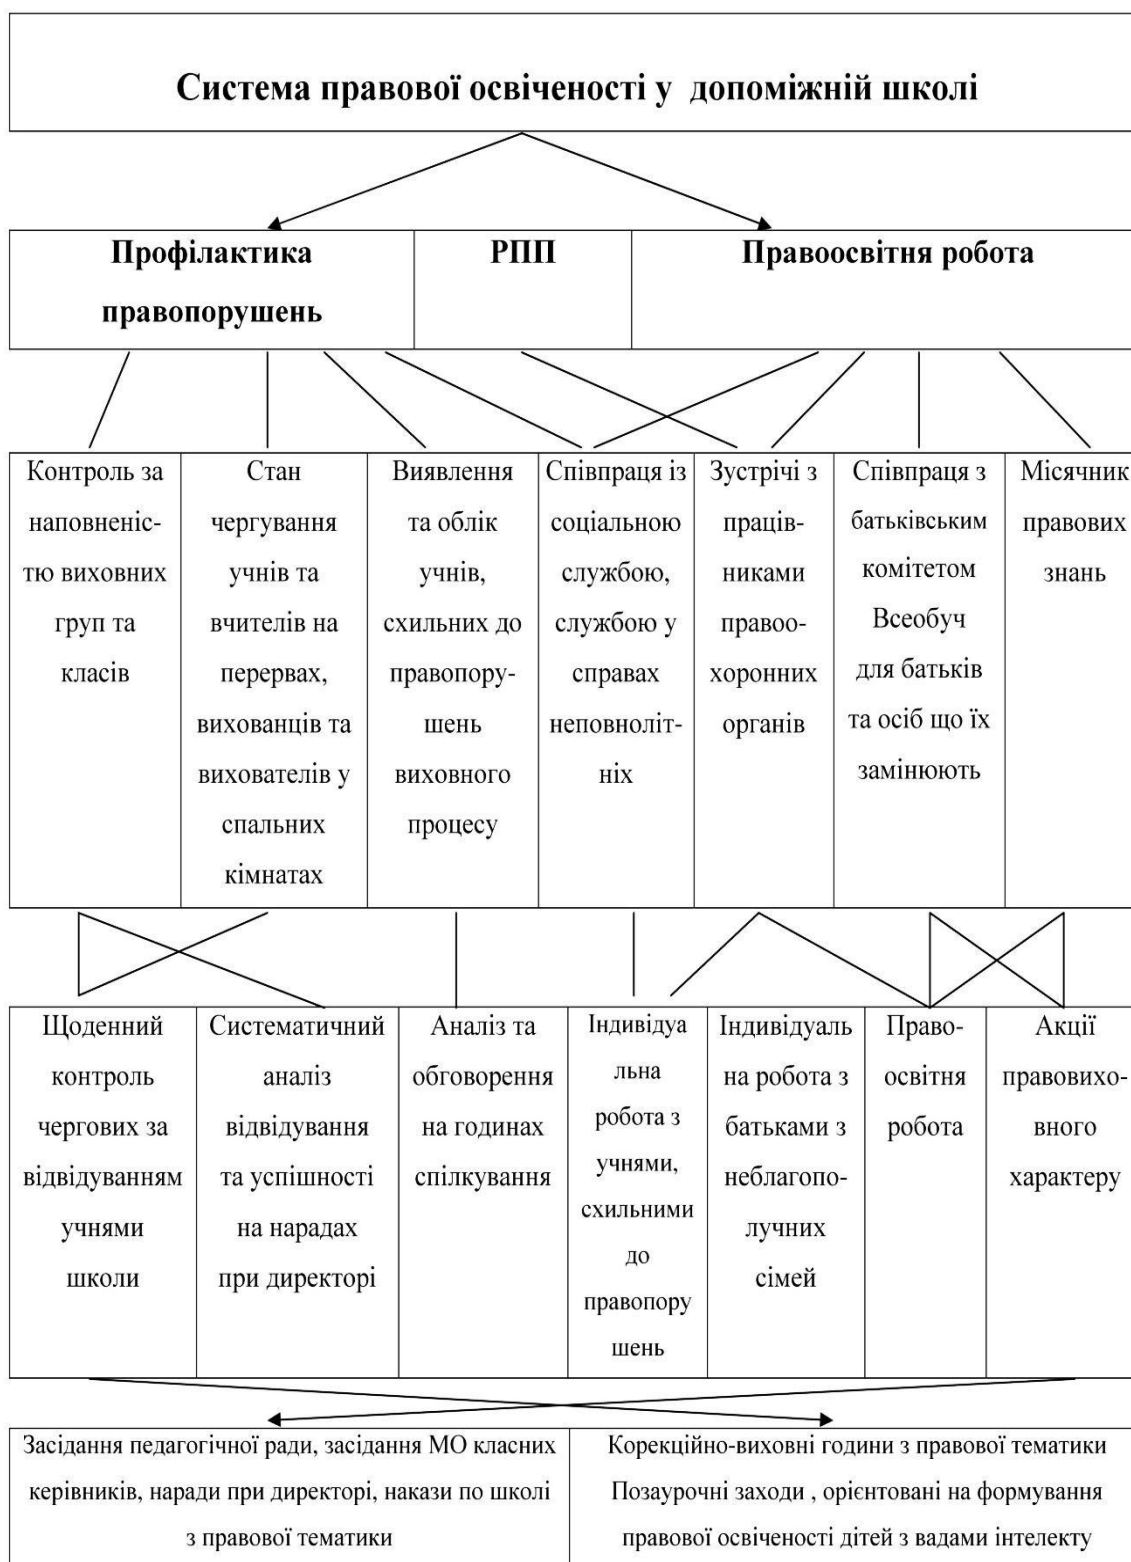 Система правової освіченості у допоміжній школі
Профілактика
правопорушень
РПП
Правоосвітня робота
Контроль за
наповненіс-
тю виховних
груп та
класів
Стан
чергування
учнів та
вчителів на
перервах,
вихованців та
вихователів у
спальних
кімнатах
Виявлення
та облік
учнів,
схильних до
правопору-
шень
виховного
процесу
Співпраця із
соціальною
службою,
службою у
справах
неповноліт-
ніх
Зустрічі з
праців-
никами
правоо-
хоронних
органів
Співпраця з
батьківським
комітетом
Всеобуч
для батьків
та осіб що їх
замінюють
Місячник
правових
знань
Щоденний
контроль
чергових за
відвідуванням
учнями
школи
Систематичний
аналіз
відвідування
та успішності
на нарадах
при директорі
Аналіз та
обговорення
на годинах
спілкування
Індивідуа
льна
робота з
учнями,
схильними
до
правопору
шень
Індивідуаль
на робота з
батьками з
неблагопо-
лучних
сімей
Право-
освітня
робота
Акції
правовихо-
вного
характеру
Засідання педагогічної ради, засідання МО класних
керівників, наради при директорі, накази по школі
з правової тематики
Корекційно-виховні години з правової тематики
Позаурочні заходи , орієнтовані на формування
правової освіченості дітей з вадами інтелекту